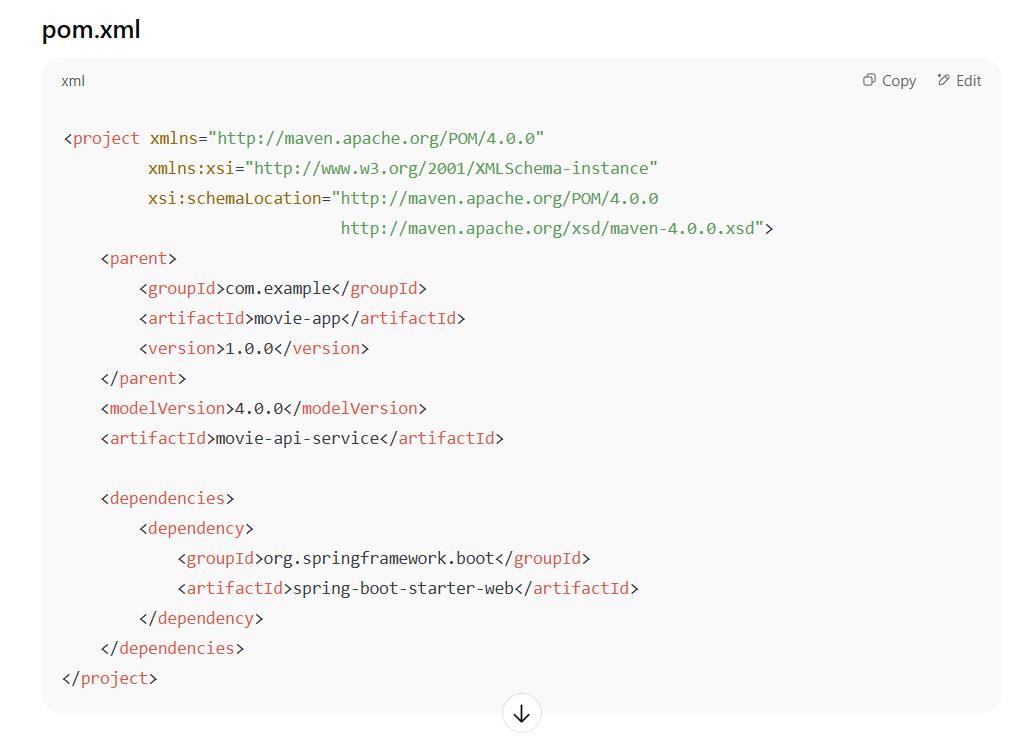 pom.xml
xml
Copy
Edit
<project xmlns="http://maven.apache.org/POM/4.0.0"
         xmlns:xsi="http://www.w3.org/2001/XMLSchema-instance"
         xsi:schemaLocation="http://maven.apache.org/POM/4.0.0
                             http://maven.apache.org/xsd/maven-4.0.0.xsd">
    <parent>
        <groupId>com.example</groupId>
        <artifactId>movie-app</artifactId>
        <version>1.0.0</version>
    </parent>
    <modelVersion>4.0.0</modelVersion>
    <artifactId>movie-api-service</artifactId>

    <dependencies>
        <dependency>
            <groupId>org.springframework.boot</groupId>
            <artifactId>spring-boot-starter-web</artifactId>
        </dependency>
    </dependencies>
</project>